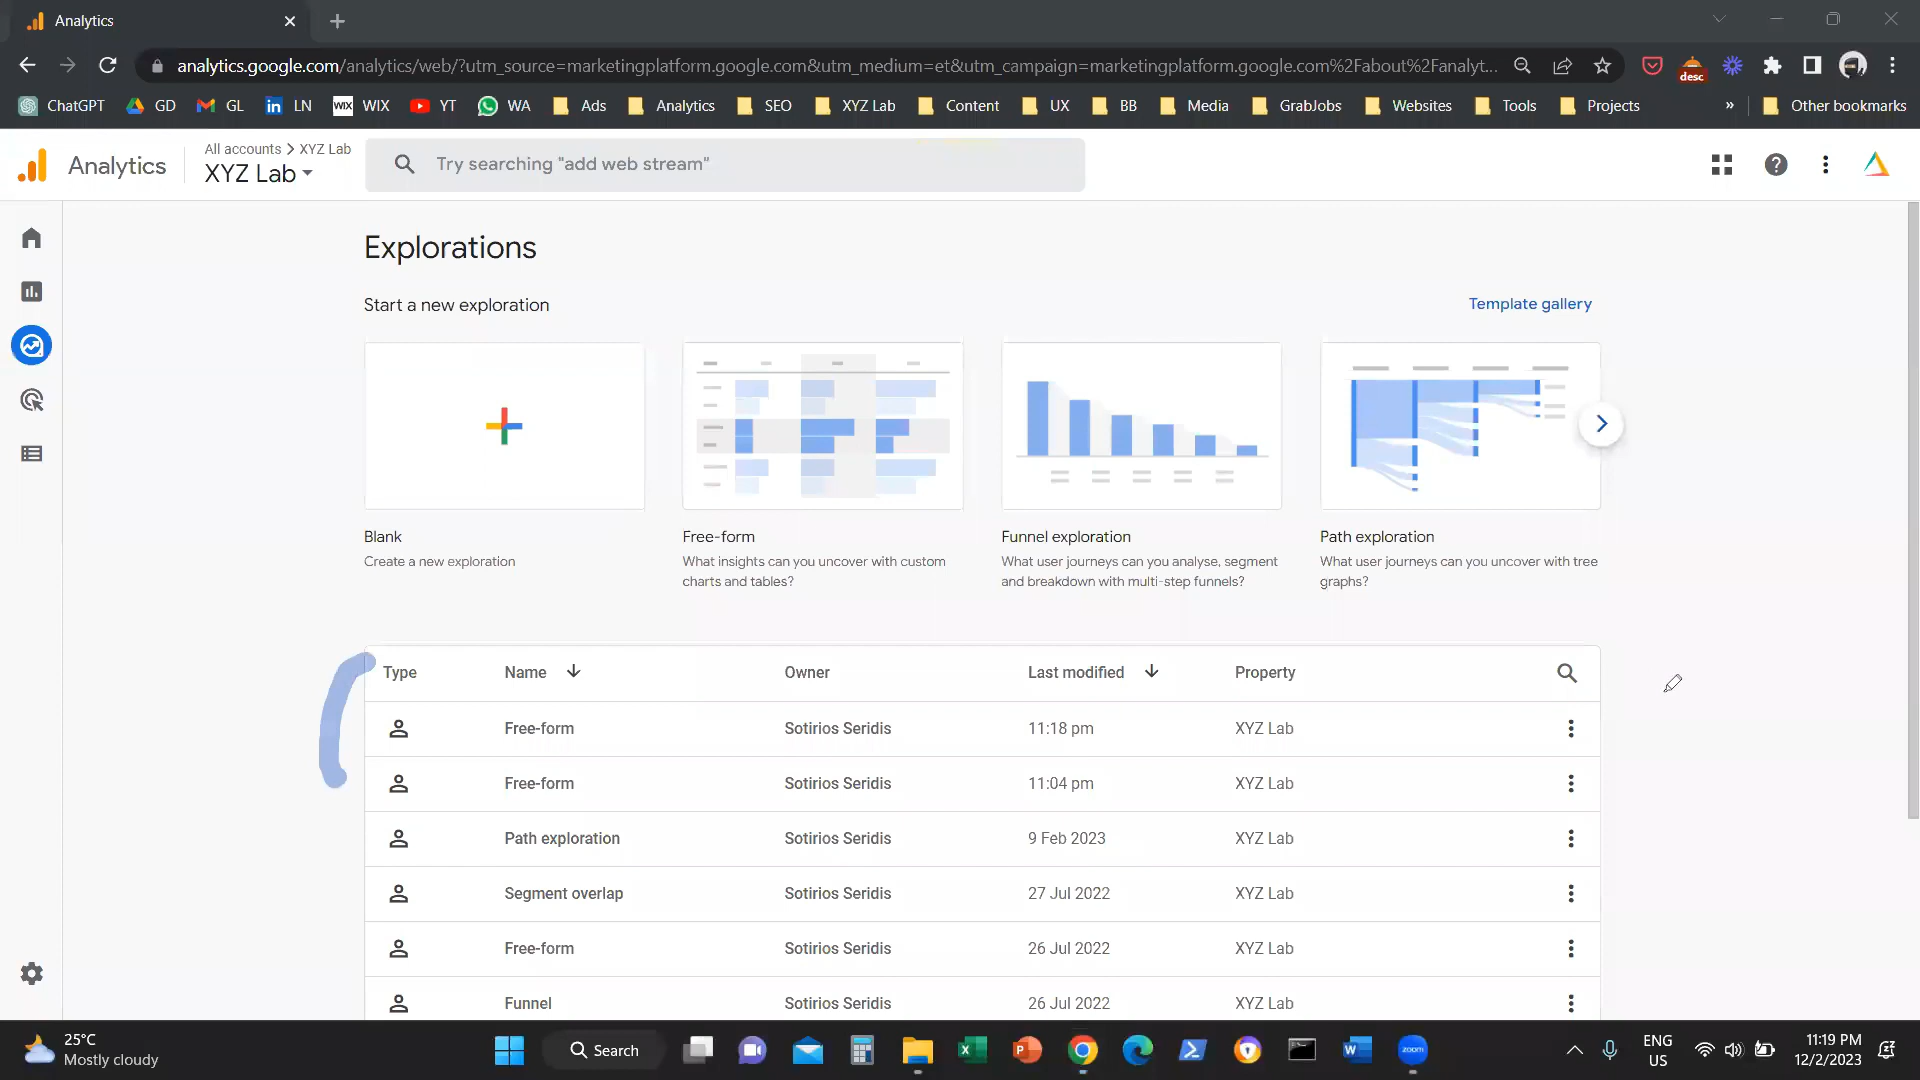 Analytics
analytics.google.com/analytics/web/?utm_source=marketingplatform.google.com&utm_medium=et&utm_campaign=marketingplatform.google.com%2Fabout%2Fanalyt...
desc
ChatGPT GD GL LN WIX WIX YT WA Ads Analytics SEO XYZ Lab Content UX BB Media GrabJobs Websites Tools Projects » Other bookmarks
Analytics
All accounts > XYZ Lab
XYZ Lab
Try searching "add web stream"
Explorations
Start a new exploration
Template gallery
Blank
Create a new exploration
Free-form
What insights can you uncover with custom
charts and tables?
Funnel exploration
What user journeys can you analyse, segment
and breakdown with multi-step funnels?
Path exploration
What user journeys can you uncover with tree
graphs?
Type Name Owner Last modified Property
Free-form Sotirios Seridis 11:18 pm XYZ Lab
Free-form Sotirios Seridis 11:04 pm XYZ Lab
Path exploration Sotirios Seridis 9 Feb 2023 XYZ Lab
Segment overlap Sotirios Seridis 27 Jul 2022 XYZ Lab
Free-form Sotirios Seridis 26 Jul 2022 XYZ Lab
Funnel Sotirios Seridis 26 Jul 2022 XYZ Lab
25°C
Mostly cloudy
Search
zoom
ENG
US
11:19 PM
12/2/2023